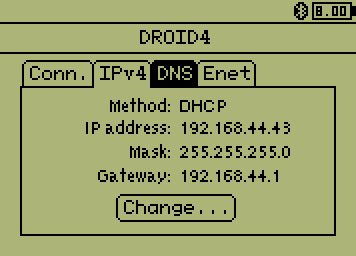 8.00
DROID4
Conn. IPv4 DNS Enet
Method: DHCP
IP address: 192.168.44.43
Mask: 255.255.255.0
Gateway: 192.168.44.1
Change...